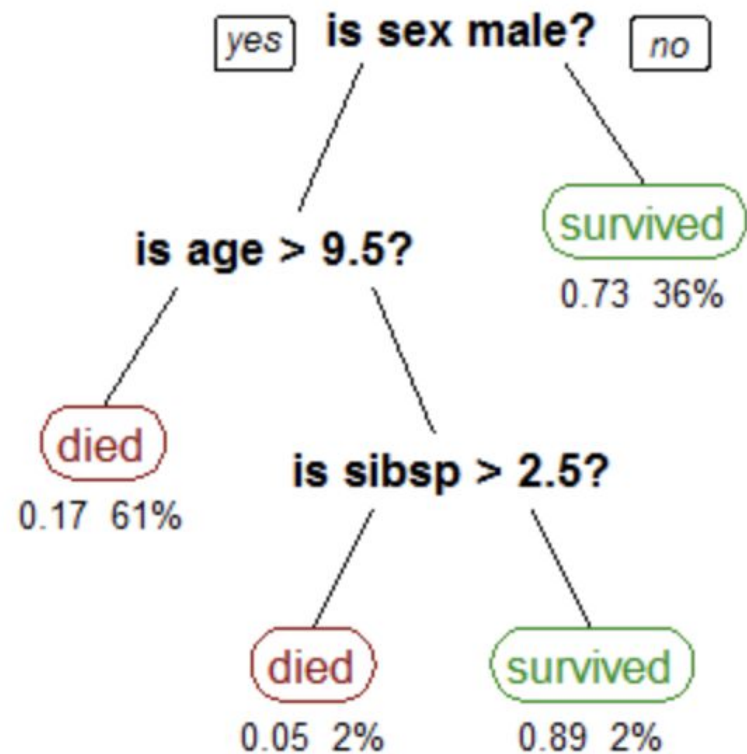 yes is sex male? no
survived
0.73 36%
is age > 9.5?
died
0.17 61%
is sibsp > 2.5?
died survived
0.05 2% 0.89 2%